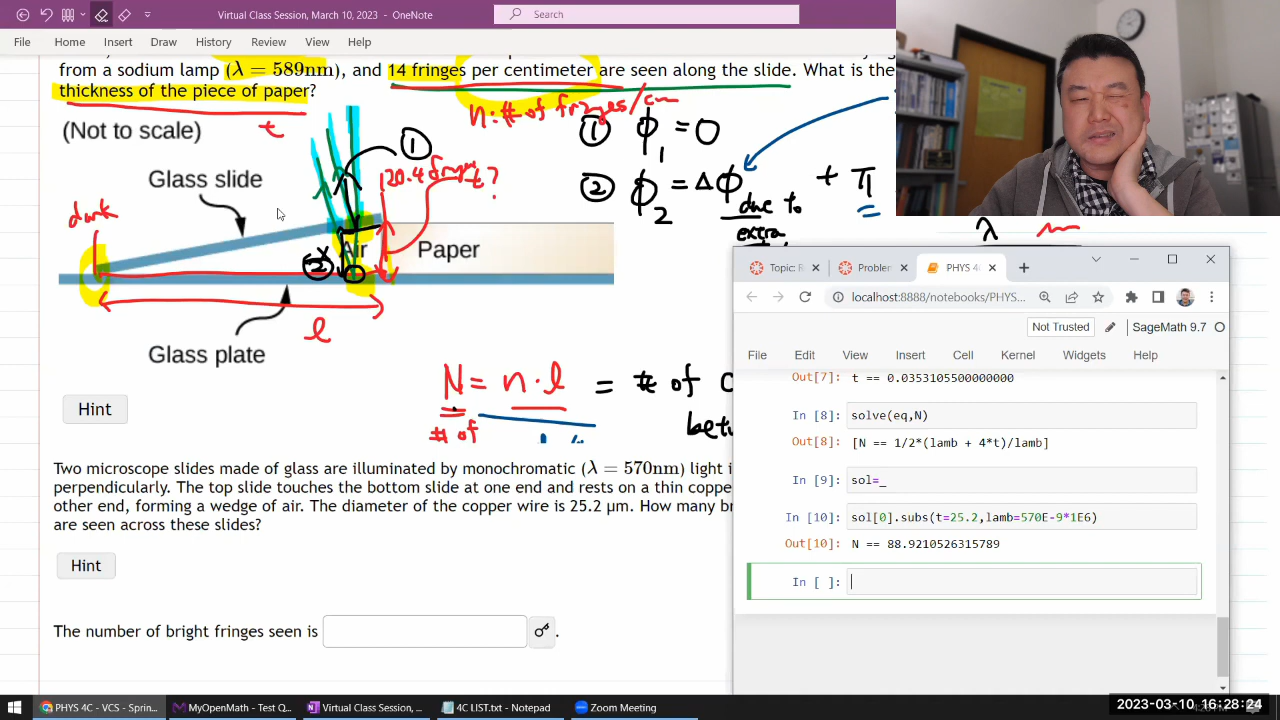 Virtual Class Session, March 10, 2023 - OneNote
Search
File Home Insert Draw History Review View Help
from a sodium lamp (λ = 589nm), and 14 fringes per centimeter are seen along the slide. What is the
thickness of the piece of paper?
t
n: # of fringes/cm
① ϕ1 = 0
② ϕ2 = Δϕ + π
due to
extra
λ
(Not to scale)
①
20.4 fringes
t?
Glass slide
dark
②
Air
Paper
l
Glass plate
N = n·l = # of
# of
Hint
Two microscope slides made of glass are illuminated by monochromatic (λ = 570nm) light i
perpendicularly. The top slide touches the bottom slide at one end and rests on a thin copper
other end, forming a wedge of air. The diameter of the copper wire is 25.2 μm. How many br
are seen across these slides?
Hint
The number of bright fringes seen is
.
Topic: R
Problem
PHYS 4C
localhost:8888/notebooks/PHYS...
Not Trusted
SageMath 9.7
File Edit View Insert Cell Kernel Widgets Help
Out[7]: t == 0.0353105500000000
In [8]: solve(eq,N)
Out[8]: [N == 1/2*(lamb + 4*t)/lamb]
In [9]: sol=_
In [10]: sol[0].subs(t=25.2,lamb=570E-9*1E6)
Out[10]: N == 88.9210526315789
In [ ]:
PHYS 4C - VCS - Sprin...
MyOpenMath - Test Q...
Virtual Class Session, ...
4C LIST.txt - Notepad
Zoom Meeting
2023-03-10 16:28:24